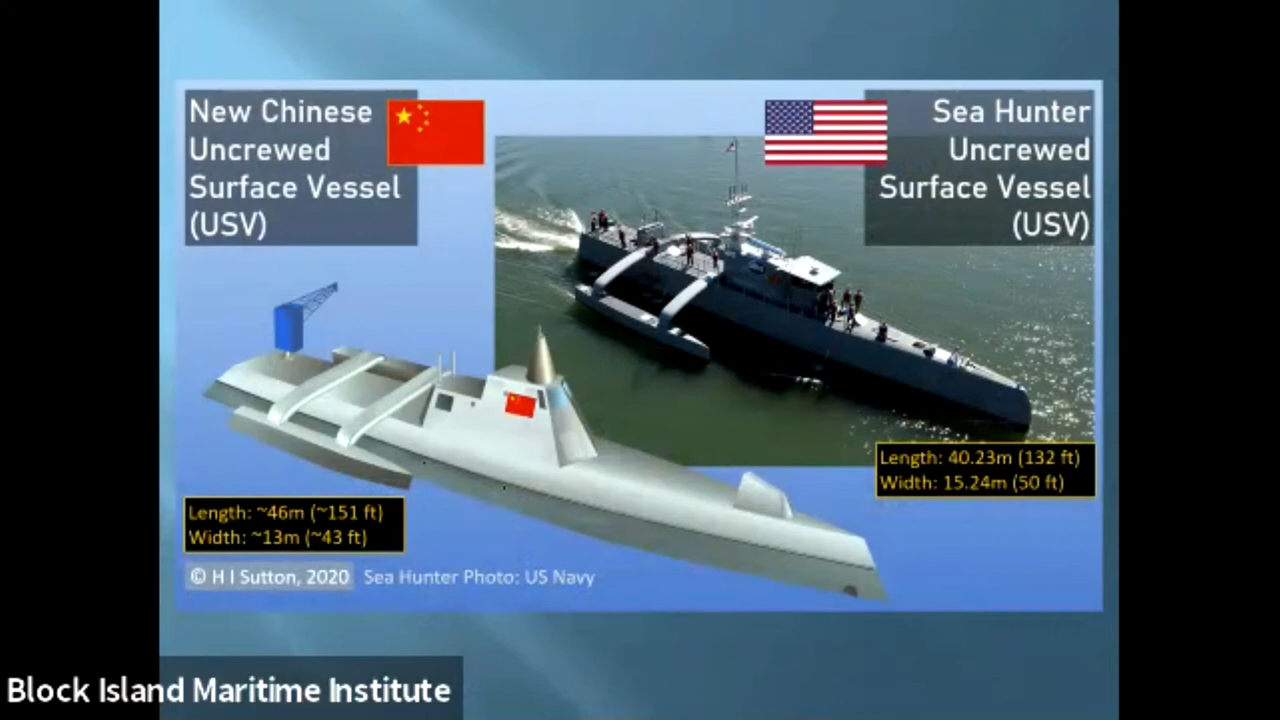 New Chinese
Uncrewed
Surface Vessel
(USV)
Sea Hunter
Uncrewed
Surface Vessel
(USV)
Length: 40.23m (132 ft)
Width: 15.24m (50 ft)
Length: ~46m (~151 ft)
Width: ~13m (~43 ft)
© H I Sutton, 2020 Sea Hunter Photo: US Navy
Block Island Maritime Institute